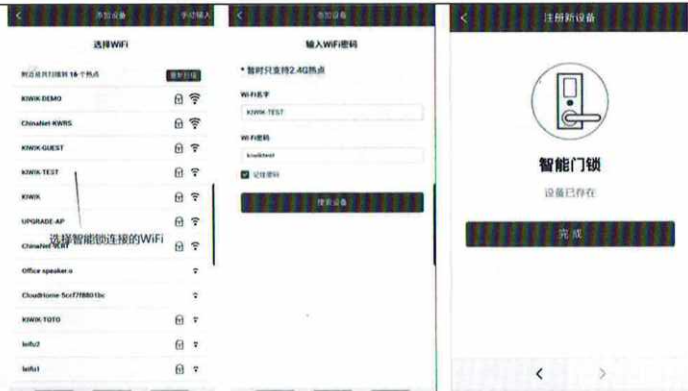 添加设备 手动输入
选择WiFi
附近总共扫描到 16 个热点 重新扫描
KIWIK-DEMO
ChinaNet-KWRS
KIWIK-GUEST
KIWIK-TEST
KIWIK
UPGRADE-AP
选择智能锁连接的WiFi
Office speaker.o
KIWIK-TOTO
leifu2
leifu1
添加设备
输入WiFi密码
* 暂时只支持2.4G热点
Wi-Fi名字
KIWIK-TEST
Wi-Fi密码
kiwiktest
记住密码
搜索设备
注册新设备
智能门锁
设备已存在
完成